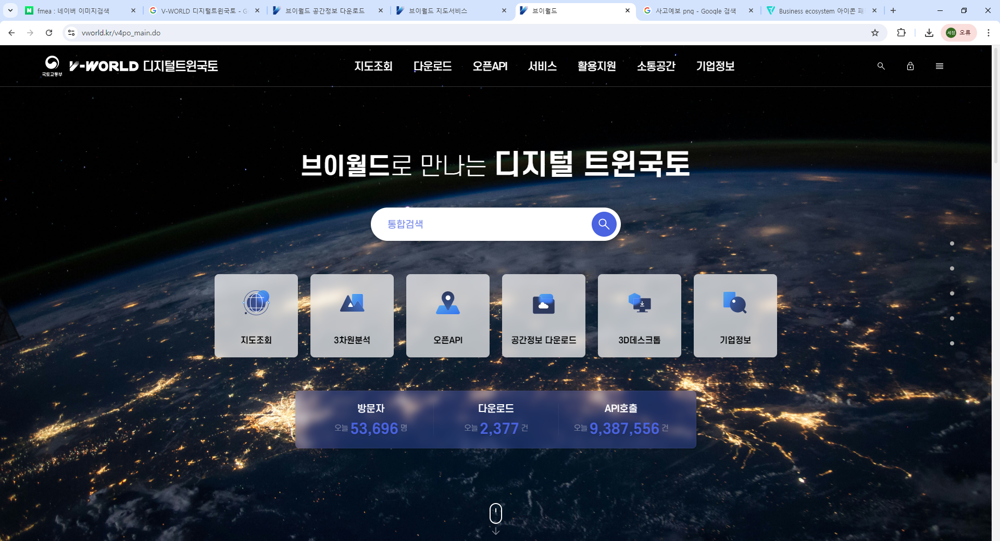 fmea : 네이버 이미지검색
V-WORLD 디지털트윈국토 - G
브이월드 공간정보 다운로드
브이월드 지도서비스
브이월드
사고예보 png - Google 검색
Business ecosystem 아이콘 패
vworld.kr/v4po_main.do
세정 오류
국토교통부
V-WORLD 디지털트윈국토
지도조회 다운로드 오픈API 서비스 활용지원 소통공간 기업정보
브이월드로 만나는 디지털 트윈국토
통합검색
지도조회
3차원분석
오픈API
공간정보 다운로드
3D데스크톱
기업정보
방문자
오늘 53,696 명
다운로드
오늘 2,377 건
API호출
오늘 9,387,556 건